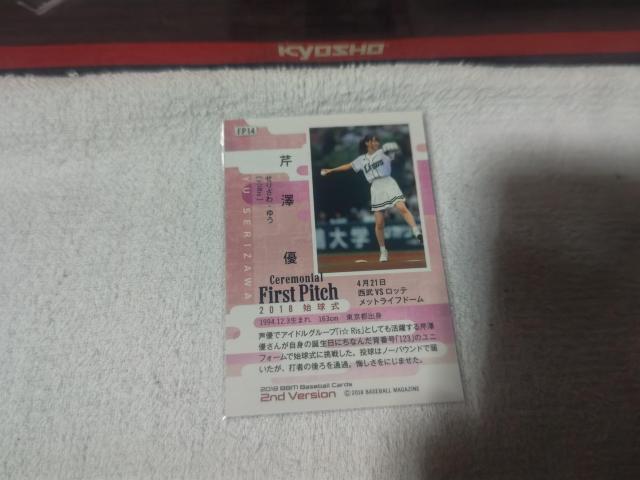 KYOSHO
FP14
芹澤優
せりざわ・ゆう
[i☆Ris]
YU SERIZAWA
Lions
大学
Ceremonial
First Pitch
2018 始球式
4月21日
西武 VS ロッテ
メットライフドーム
1994.12.3生まれ 163cm 東京都出身
声優でアイドルグループ「i☆Ris」としても活躍する芹澤
優さんが自身の誕生日にちなんだ背番号「123」のユニ
フォームで始球式に挑戦した。投球はノーバウンドで届
いたが、打者の後ろを通過。悔しさをにじませた。
2018 BBM Baseball Cards
2nd Version
©2018 BASEBALL MAGAZINE